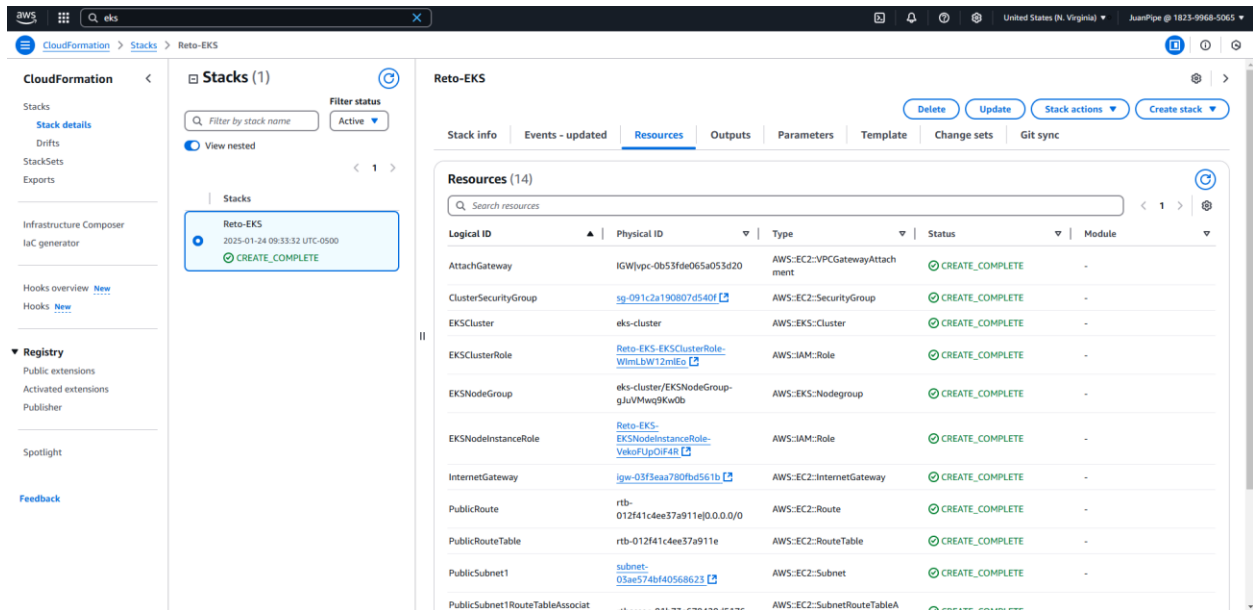 aws
eks
United States (N. Virginia)
JuanPipe @ 1823-9968-5065
CloudFormation > Stacks > Reto-EKS
CloudFormation
Stacks
Stack details
Drifts
StackSets
Exports
Infrastructure Composer
IaC generator
Hooks overview New
Hooks New
Registry
Public extensions
Activated extensions
Publisher
Spotlight
Feedback
Stacks (1)
Filter status
Filter by stack name
Active
View nested
1
Stacks
Reto-EKS
2025-01-24 09:33:32 UTC-0500
CREATE_COMPLETE
Reto-EKS
Delete
Update
Stack actions
Create stack
Stack info
Events - updated
Resources
Outputs
Parameters
Template
Change sets
Git sync
Resources (14)
Search resources
1
Logical ID Physical ID Type Status Module
AttachGateway IGW|vpc-0b53fde065a053d20 AWS::EC2::VPCGatewayAttach
ment CREATE_COMPLETE -
ClusterSecurityGroup sg-091c2a190807d540f AWS::EC2::SecurityGroup CREATE_COMPLETE -
EKSCluster eks-cluster AWS::EKS::Cluster CREATE_COMPLETE -
EKSClusterRole Reto-EKS-EKSClusterRole-
WlmLbW12mlEo AWS::IAM::Role CREATE_COMPLETE -
EKSNodeGroup eks-cluster/EKSNodeGroup-
gJuVMwq9Kw0b AWS::EKS::Nodegroup CREATE_COMPLETE -
EKSNodeInstanceRole Reto-EKS-
EKSNodeInstanceRole-
VekoFUpOiF4R AWS::IAM::Role CREATE_COMPLETE -
InternetGateway igw-03f3eaa780fbd561b AWS::EC2::InternetGateway CREATE_COMPLETE -
PublicRoute rtb-
012f41c4ee37a911e|0.0.0.0/0 AWS::EC2::Route CREATE_COMPLETE -
PublicRouteTable rtb-012f41c4ee37a911e AWS::EC2::RouteTable CREATE_COMPLETE -
PublicSubnet1 subnet-
03ae574bf40568623 AWS::EC2::Subnet CREATE_COMPLETE -
PublicSubnet1RouteTableAssociat AWS::EC2::SubnetRouteTableA CREATE_COMPLETE